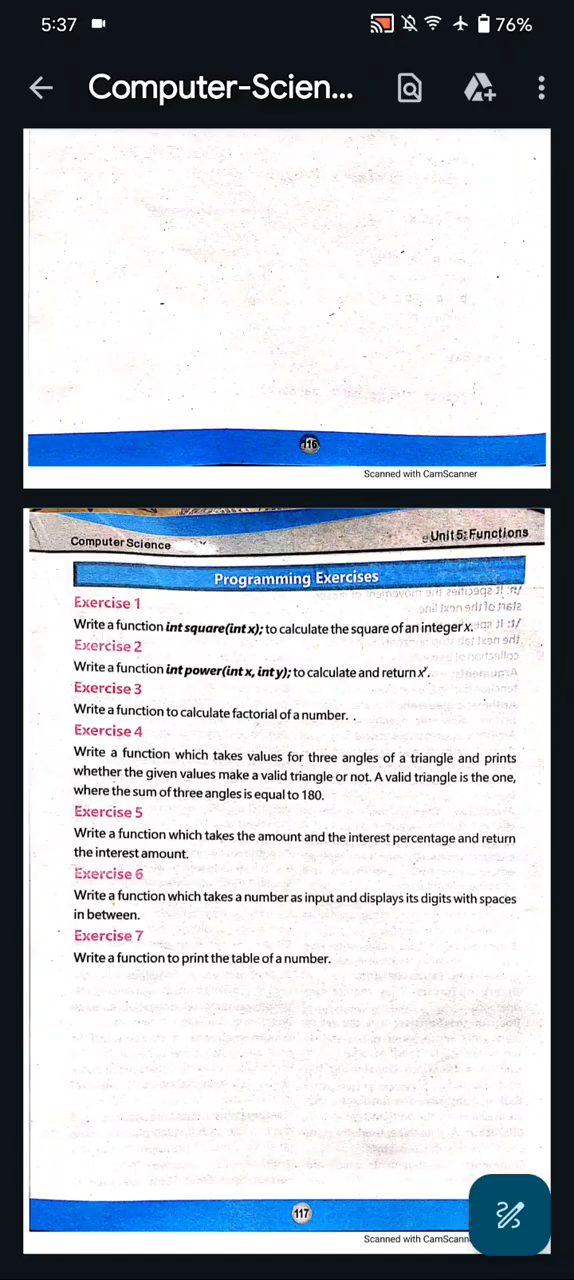 5:37
76%
Computer-Scien...
116
Scanned with CamScanner
Computer Science
Unit 5: Functions
Programming Exercises
Exercise 1
Write a function int square(int x); to calculate the square of an integer x.
Exercise 2
Write a function int power(int x, int y); to calculate and return xʸ.
Exercise 3
Write a function to calculate factorial of a number.
Exercise 4
Write a function which takes values for three angles of a triangle and prints
whether the given values make a valid triangle or not. A valid triangle is the one,
where the sum of three angles is equal to 180.
Exercise 5
Write a function which takes the amount and the interest percentage and return
the interest amount.
Exercise 6
Write a function which takes a number as input and displays its digits with spaces
in between.
Exercise 7
Write a function to print the table of a number.
117
Scanned with CamScann